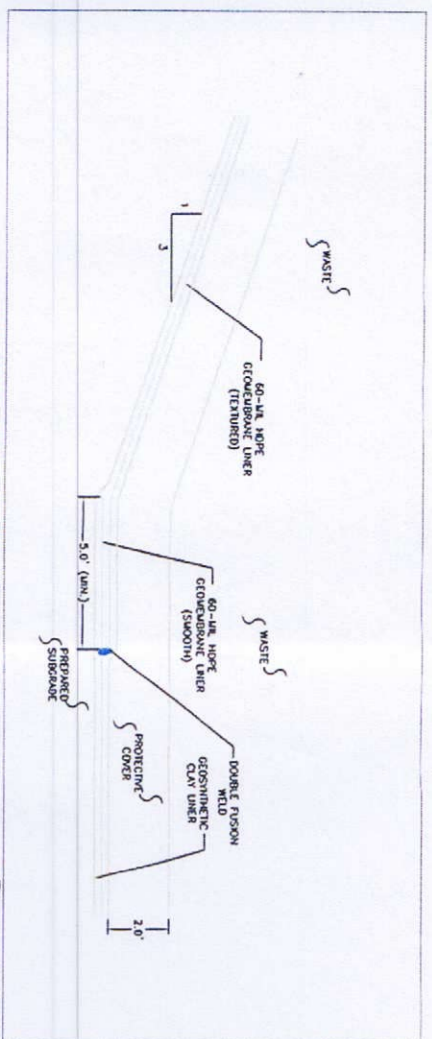 WASTE
1
3
60-MIL HDPE
GEOMEMBRANE LINER
(TEXTURED)
60-MIL HDPE
GEOMEMBRANE LINER
(SMOOTH)
WASTE
5.0' (MIN.)
PREPARED
SUBGRADE
PROTECTIVE
COVER
DOUBLE FUSION
WELD
GEOSYNTHETIC
CLAY LINER
2.0'